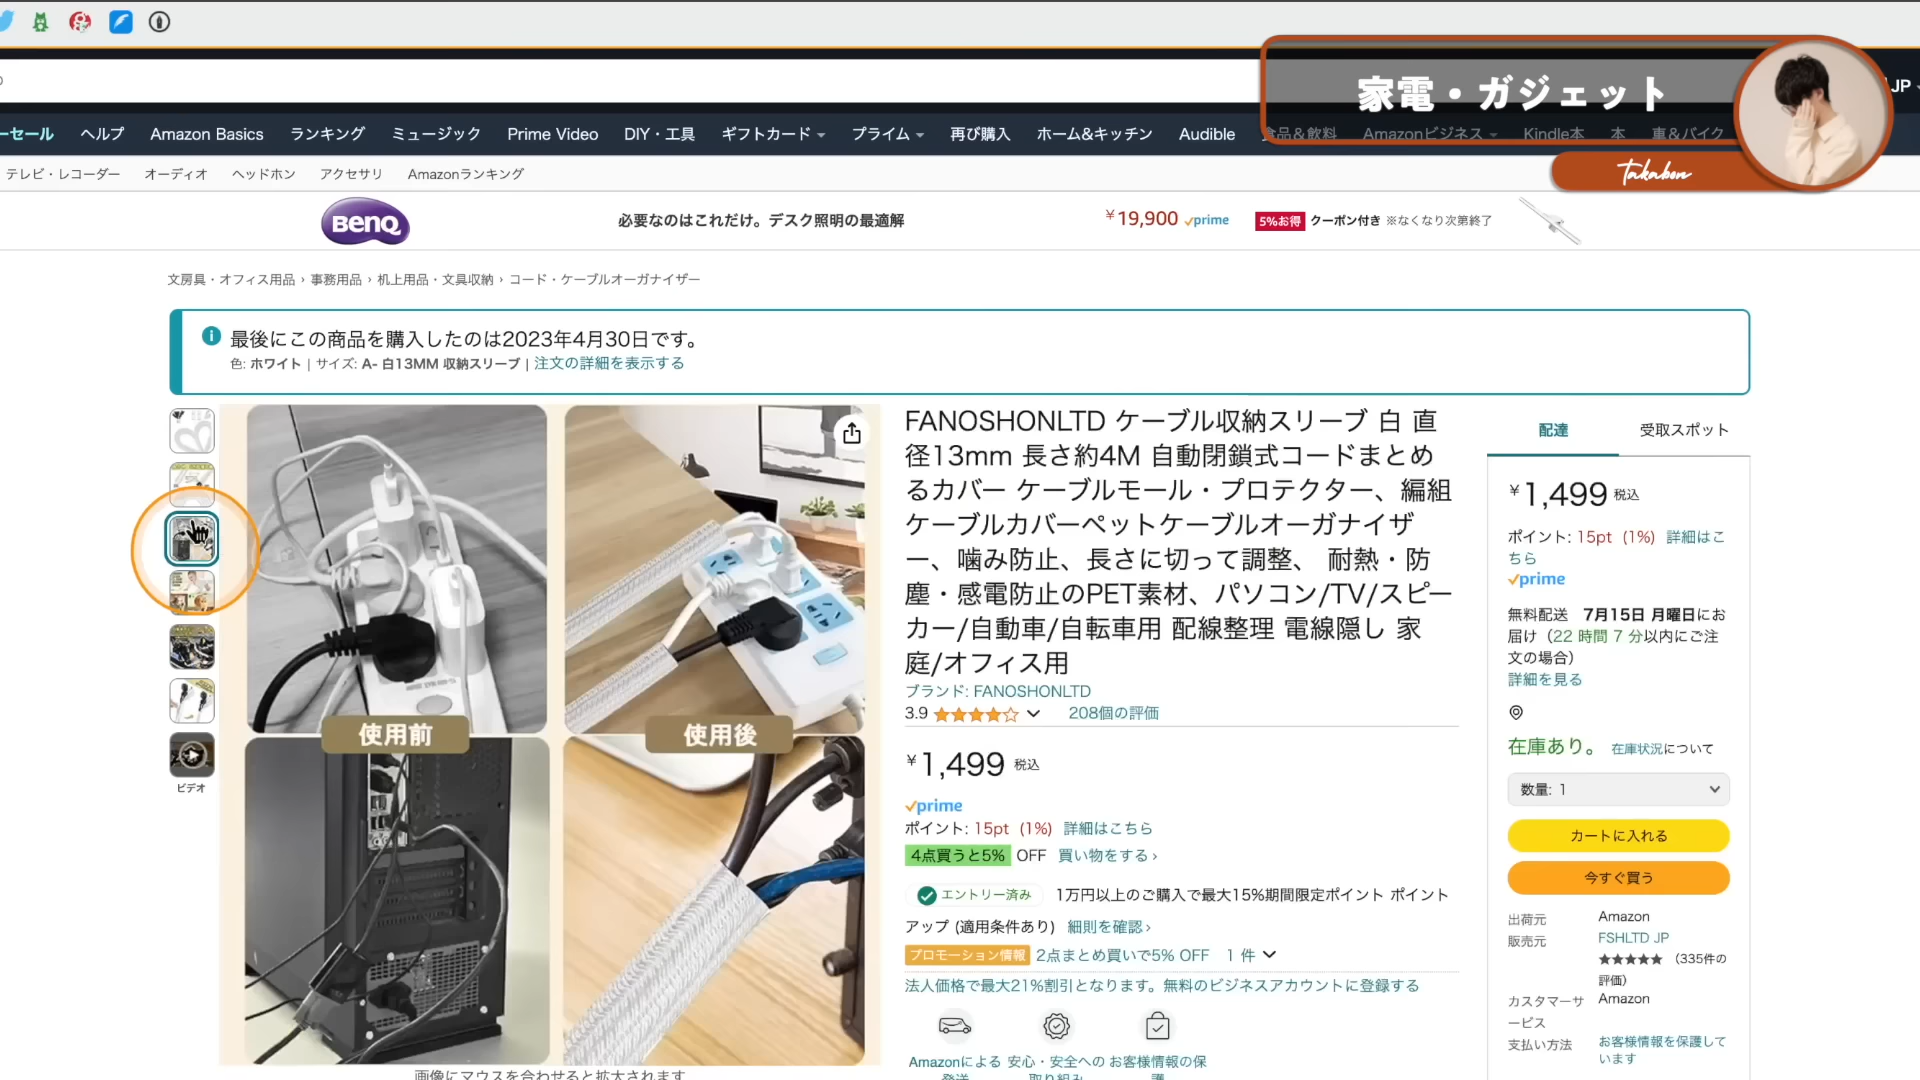 家電・ガジェット
JP
Takabon
ーセール ヘルプ Amazon Basics ランキング ミュージック Prime Video DIY・工具 ギフトカード プライム 再び購入 ホーム&キッチン Audible 食品&飲料 Amazonビジネス Kindle本 本 車&バイク
テレビ・レコーダー オーディオ ヘッドホン アクセサリ Amazonランキング
BenQ 必要なのはこれだけ。デスク照明の最適解 ¥19,900 prime 5%お得 クーポン付き ※なくなり次第終了
文房具・オフィス用品 › 事務用品 › 机上用品・文具収納 › コード・ケーブルオーガナイザー
最後にこの商品を購入したのは2023年4月30日です。
色: ホワイト | サイズ: A- 白13MM 収納スリーブ | 注文の詳細を表示する
使用前
使用後
ビデオ
画像にマウスを合わせると拡大されます
FANOSHONLTD ケーブル収納スリーブ 白 直
径13mm 長さ約4M 自動閉鎖式コードまとめ
るカバー ケーブルモール・プロテクター、編組
ケーブルカバーペットケーブルオーガナイザ
ー、噛み防止、長さに切って調整、 耐熱・防
塵・感電防止のPET素材、パソコン/TV/スピー
カー/自動車/自転車用 配線整理 電線隠し 家
庭/オフィス用
ブランド: FANOSHONLTD
3.9 208個の評価
¥1,499 税込
prime
ポイント: 15pt (1%) 詳細はこちら
4点買うと5% OFF 買い物をする ›
エントリー済み 1万円以上のご購入で最大15%期間限定ポイント ポイント
アップ (適用条件あり) 細則を確認 ›
プロモーション情報 2点まとめ買いで5% OFF 1 件
法人価格で最大21%割引となります。無料のビジネスアカウントに登録する
Amazonによる
発送
安心・安全への
取り組み
お客様情報の保
護
配達 受取スポット
¥1,499 税込
ポイント: 15pt (1%) 詳細はこ
ちら
prime
無料配送 7月15日 月曜日にお
届け（22 時間 7 分以内にご注
文の場合）
詳細を見る
在庫あり。 在庫状況について
数量: 1
カートに入れる
今すぐ買う
出荷元 Amazon
販売元 FSHLTD JP
★★★★★ （335件の
評価）
カスタマーサ
ービス
Amazon
支払い方法 お客様情報を保護して
います